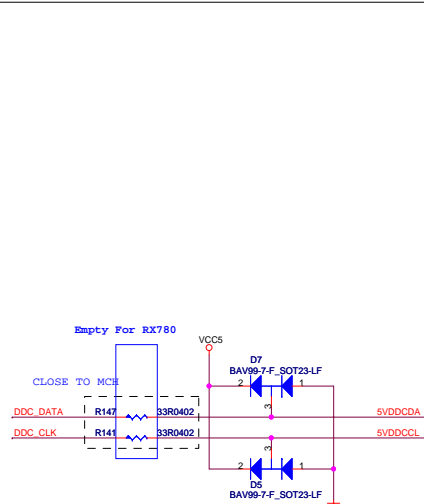 Empty For RX780
VCC5
D7
BAV99-7-F_SOT23-LF
CLOSE TO MCH
2 1
3
DDC_DATA R147 33R0402 5VDDCDA
DDC_CLK R141 33R0402 5VDDCCL
3
2 1
D5
BAV99-7-F_SOT23-LF